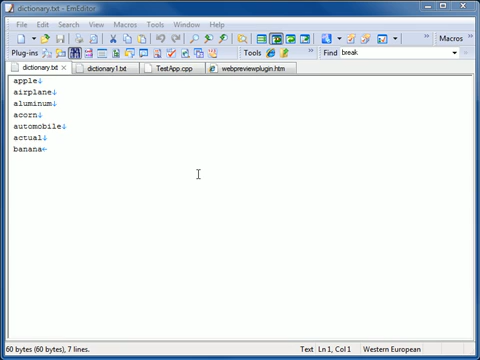 dictionary.txt - EmEditor
File Edit Search View Macros Tools Window Help
Macros
Plug-ins Tools Find break
dictionary.txt dictionary1.txt TestApp.cpp webpreviewplugin.htm
apple
airplane
aluminum
acorn
automobile
actual
banana
60 bytes (60 bytes), 7 lines. Text Ln 1, Col 1 Western European